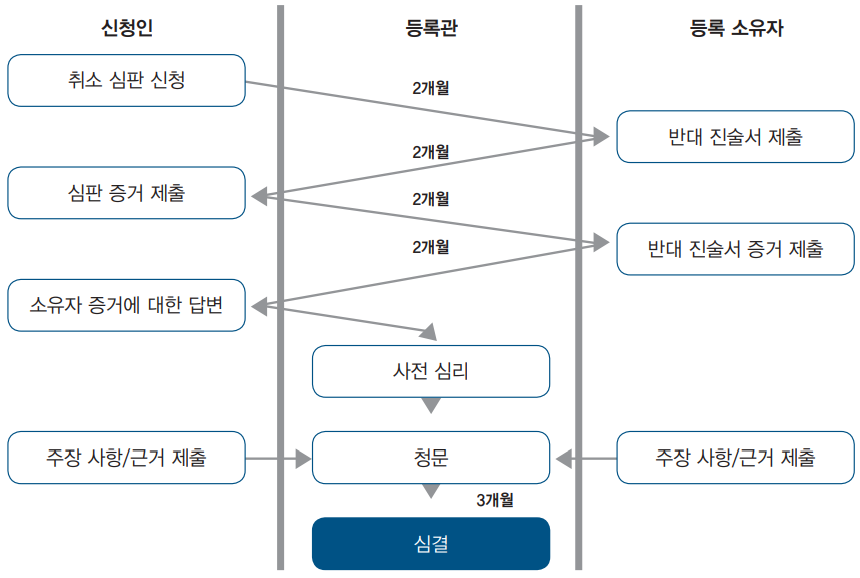 신청인
등록관
등록 소유자
취소 심판 신청
2개월
반대 진술서 제출
2개월
심판 증거 제출
2개월
반대 진술서 증거 제출
2개월
소유자 증거에 대한 답변
사전 심리
주장 사항/근거 제출
청문
주장 사항/근거 제출
3개월
심결